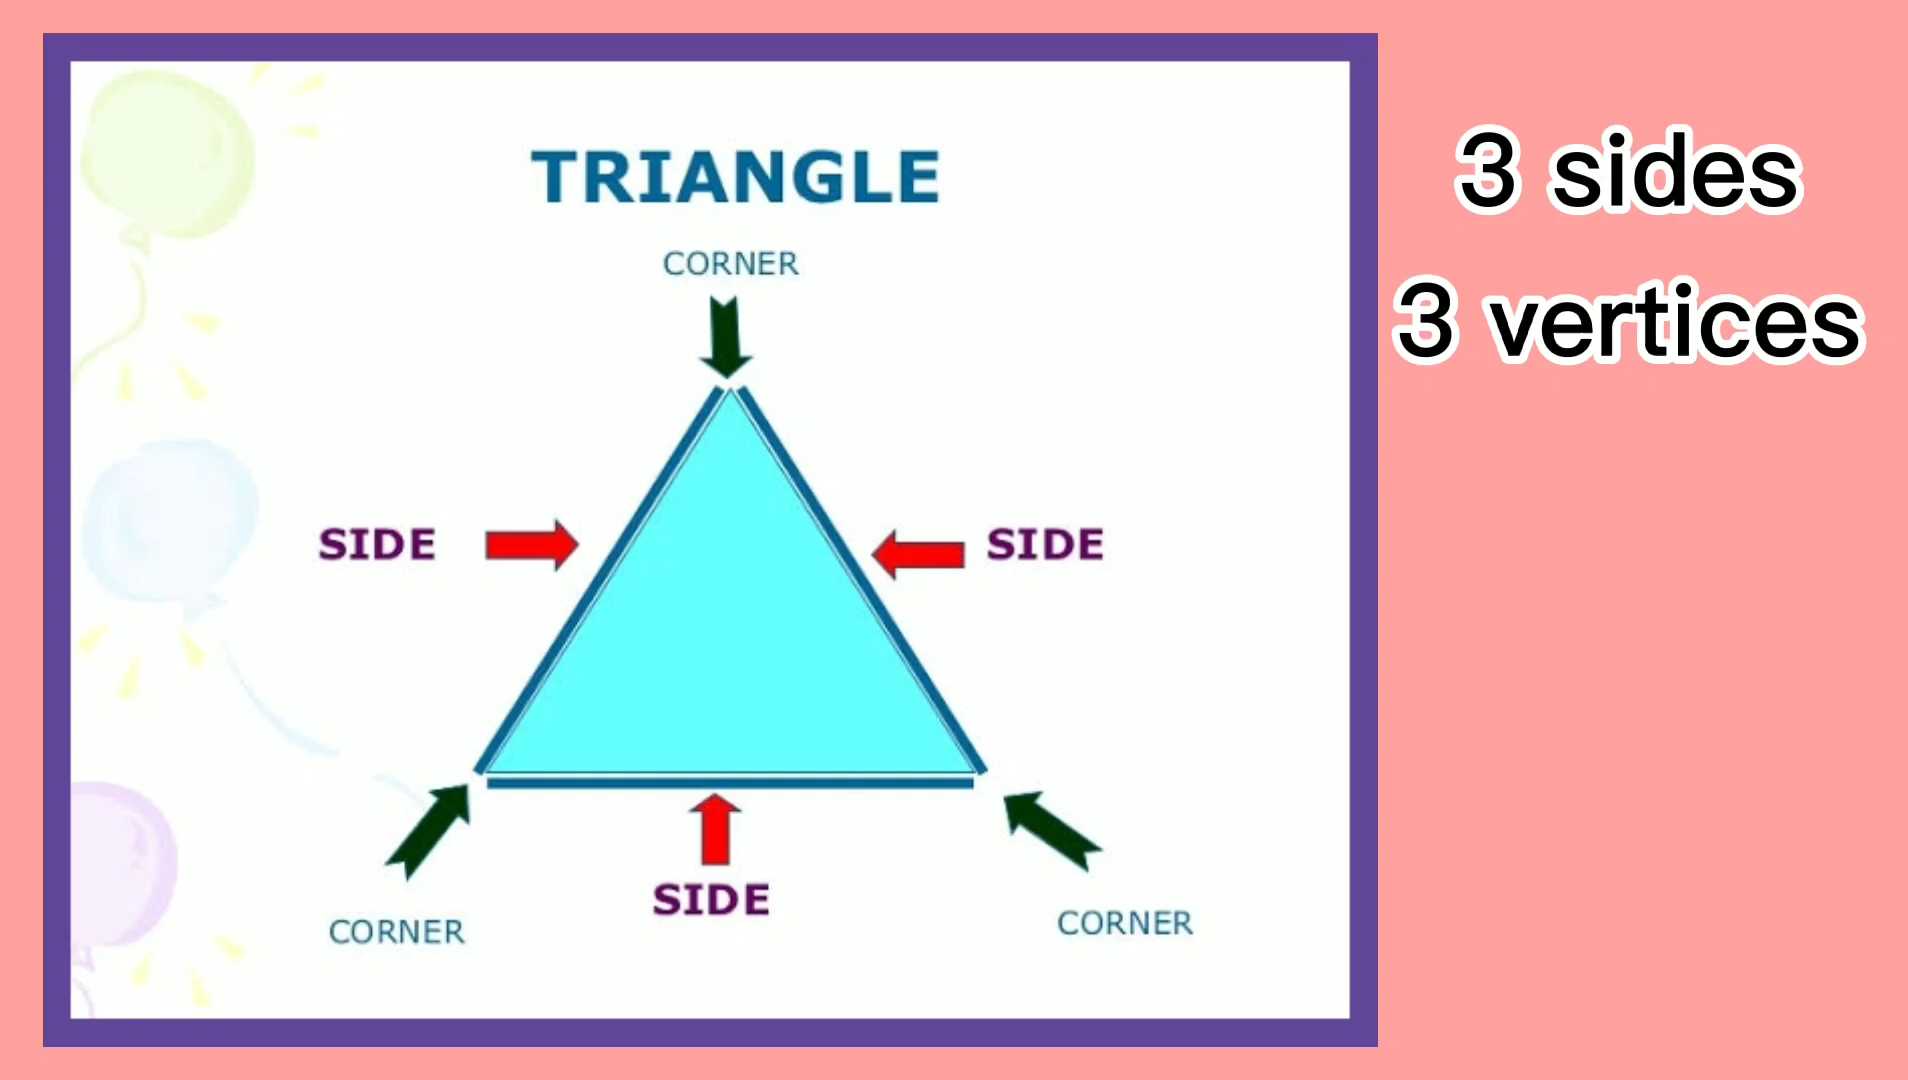 TRIANGLE
CORNER
SIDE
SIDE
SIDE
CORNER
CORNER
3 sides
3 vertices